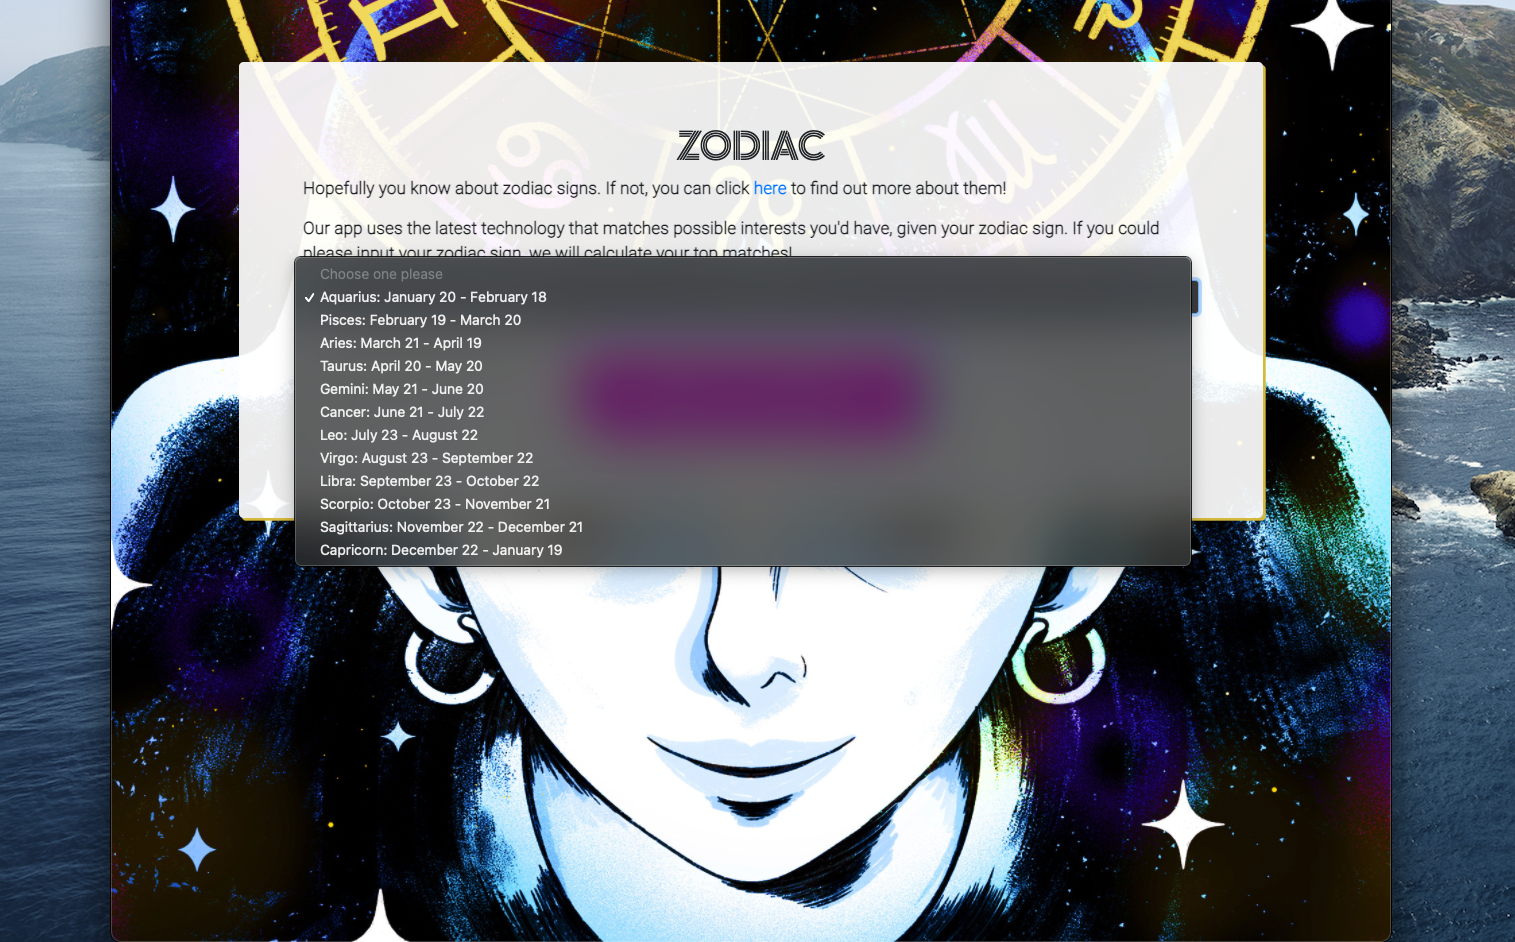 ZODIAC
Hopefully you know about zodiac signs. If not, you can click here to find out more about them!
Our app uses the latest technology that matches possible interests you'd have, given your zodiac sign. If you could
please input your zodiac sign, we will calculate your top matches!
Choose one please
✓ Aquarius: January 20 - February 18
Pisces: February 19 - March 20
Aries: March 21 - April 19
Taurus: April 20 - May 20
Gemini: May 21 - June 20
Cancer: June 21 - July 22
Leo: July 23 - August 22
Virgo: August 23 - September 22
Libra: September 23 - October 22
Scorpio: October 23 - November 21
Sagittarius: November 22 - December 21
Capricorn: December 22 - January 19